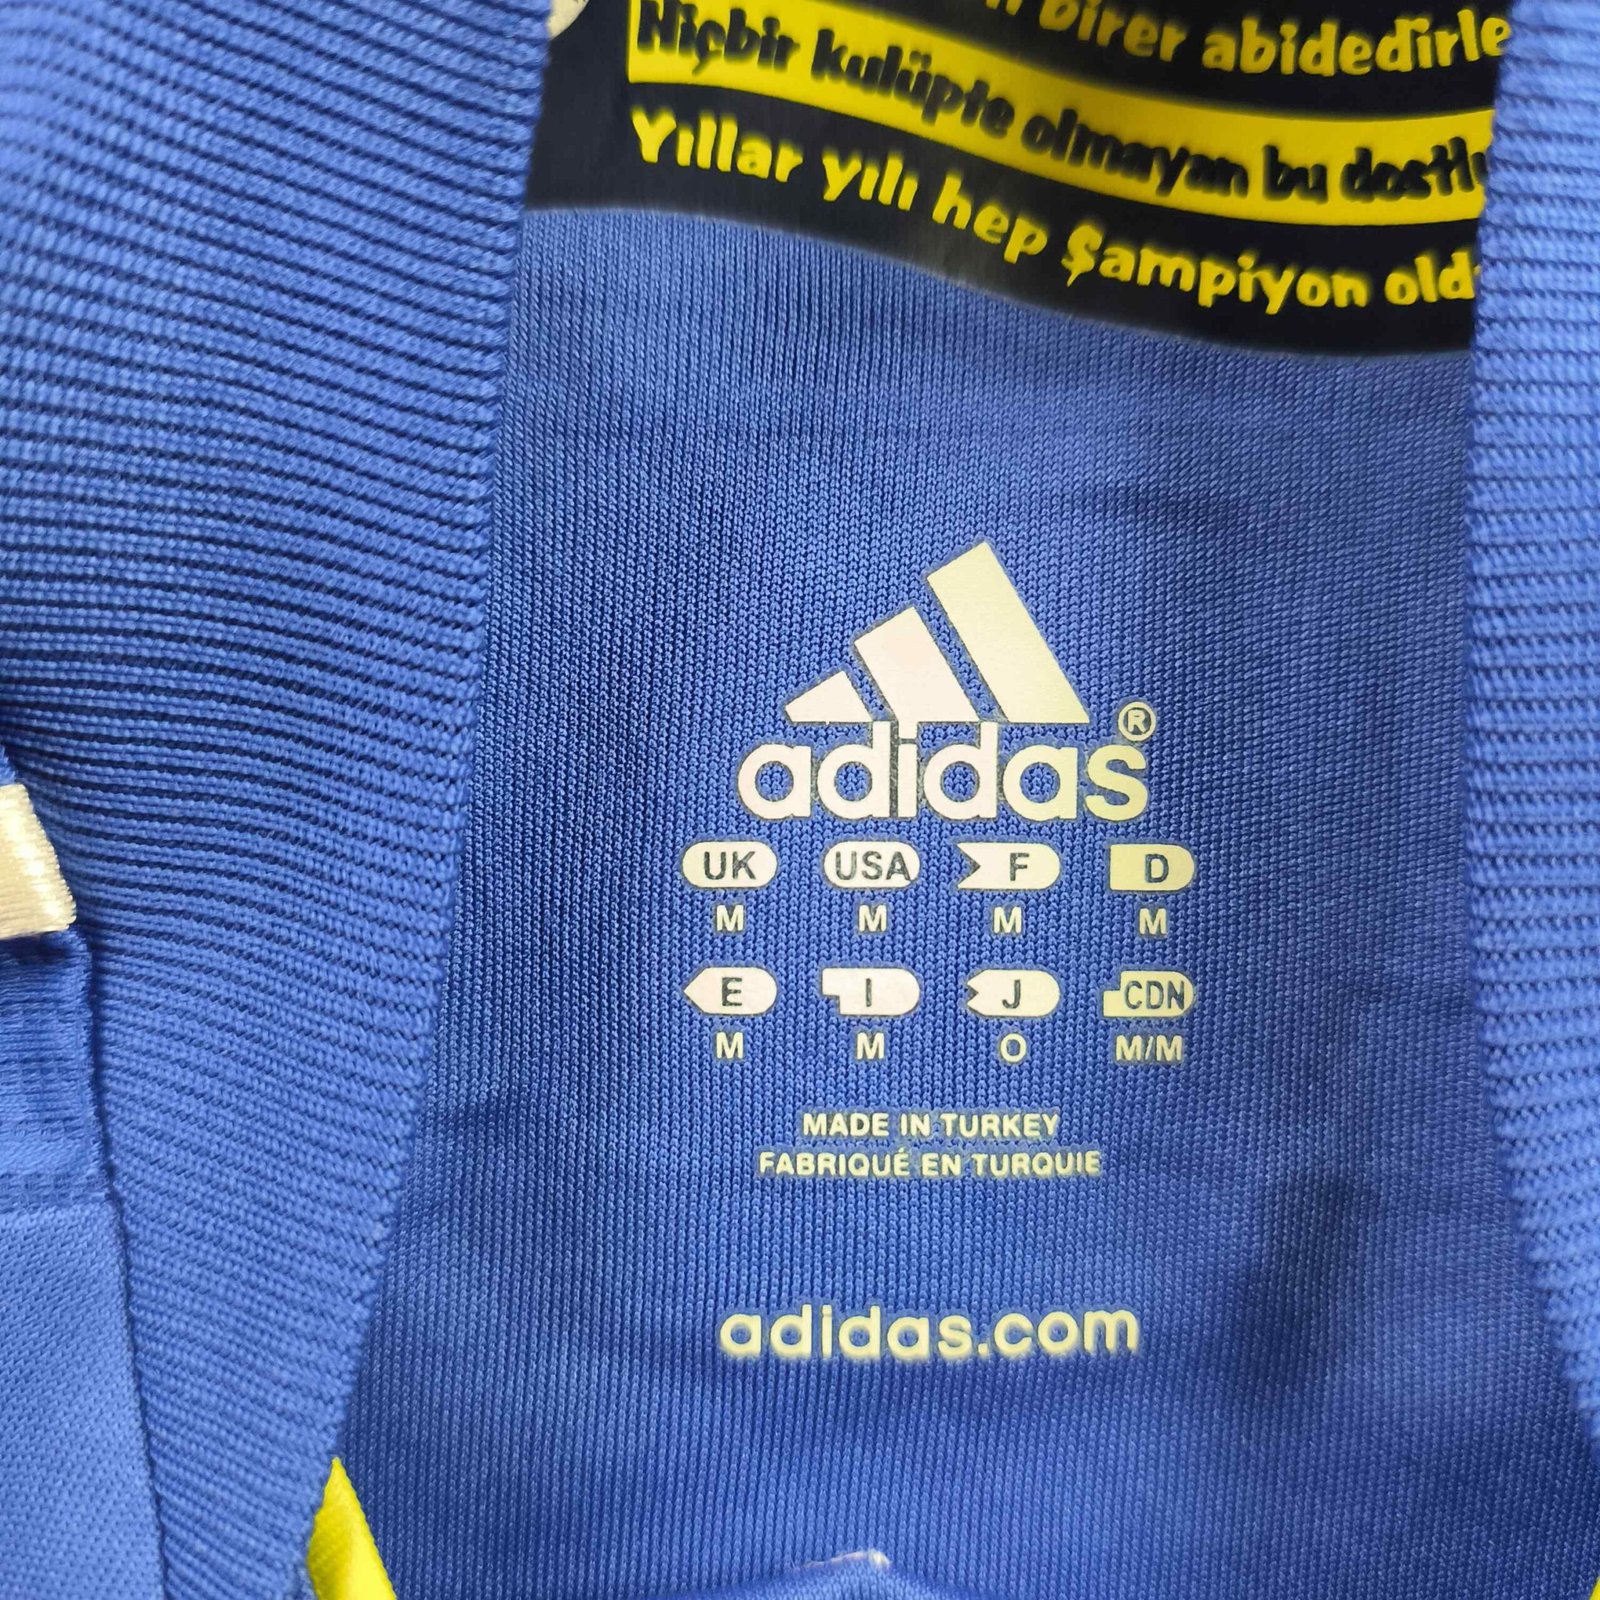 birer abidedirle
Hiçbir kulüpte olmayan bu dostlu
Yıllar yılı hep Şampiyon old
adidas®
UK USA F D
M M M M
E I J CDN
M M O M/M
MADE IN TURKEY
FABRIQUÉ EN TURQUIE
adidas.com